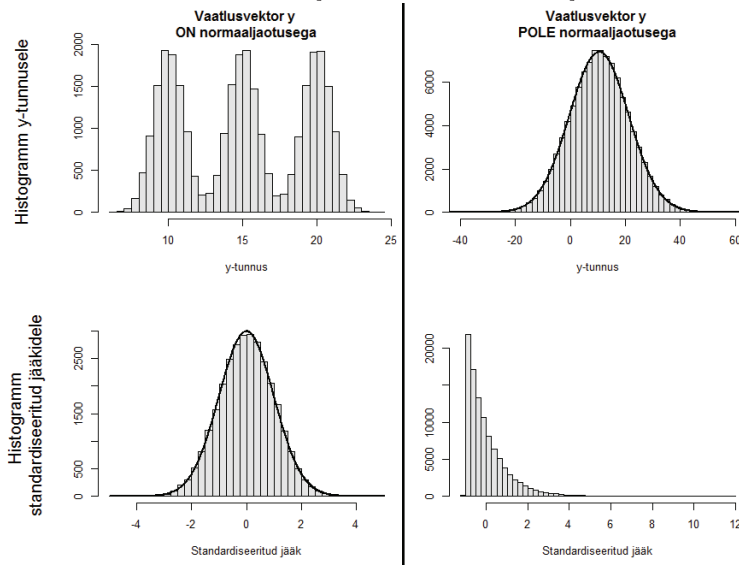 Vaatlusvektor y
ON normaaljaotusega
Vaatlusvektor y
POLE normaaljaotusega
Histogramm y-tunnusele
0 500 1000 1500 2000
10 15 20 25
y-tunnus
0 2000 4000 6000
-40 -20 0 20 40 60
y-tunnus
Histogramm
standardiseeritud jääkidele
0 500 1500 2500
-4 -2 0 2 4
Standardiseeritud jääk
0 5000 10000 20000
0 2 4 6 8 10 12
Standardiseeritud jääk